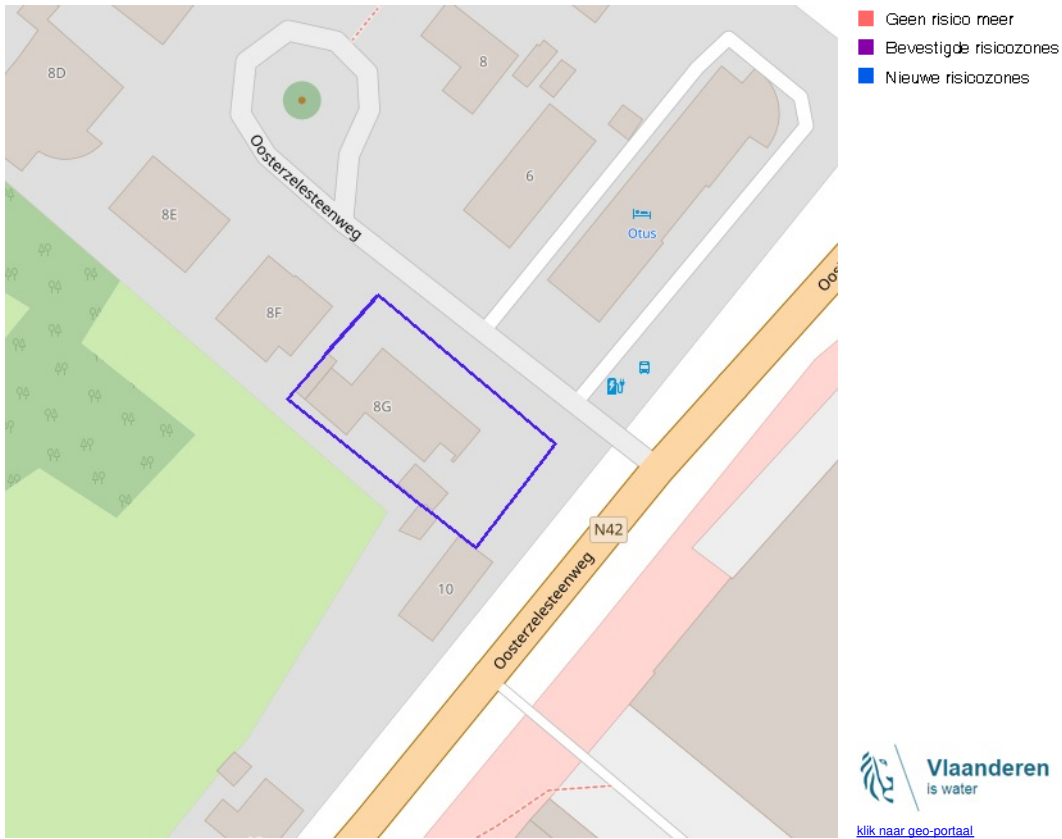 Geen risico meer
Bevestigde risicozones
Nieuwe risicozones
8D
8
Oosterzelesteenweg
6
8E
Otus
Oos
8F
8G
N42
10
Oosterzelesteenweg
Vlaanderen
is water
klik naar geo-portaal